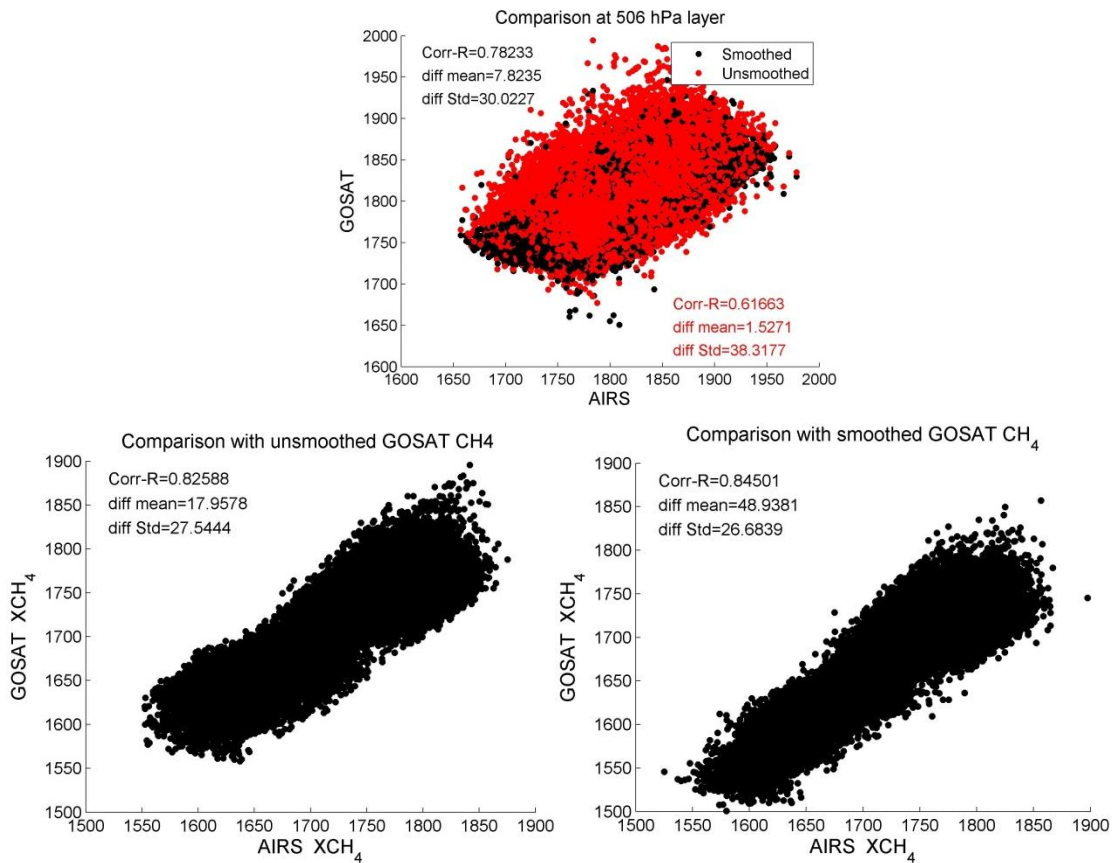 Comparison at 506 hPa layer
2000
1950
1900
1850
1800
1750
1700
1650
1600
GOSAT
Corr-R=0.78233
diff mean=7.8235
diff Std=30.0227
Smoothed
Unsmoothed
Corr-R=0.61663
diff mean=1.5271
diff Std=38.3177
1600 1650 1700 1750 1800 1850 1900 1950 2000
AIRS
Comparison with unsmoothed GOSAT CH4
1900
1850
1800
1750
1700
1650
1600
1550
1500
GOSAT XCH4
Corr-R=0.82588
diff mean=17.9578
diff Std=27.5444
1500 1550 1600 1650 1700 1750 1800 1850 1900
AIRS XCH4
Comparison with smoothed GOSAT CH4
1900
1850
1800
1750
1700
1650
1600
1550
1500
GOSAT XCH4
Corr-R=0.84501
diff mean=48.9381
diff Std=26.6839
1500 1550 1600 1650 1700 1750 1800 1850 1900
AIRS XCH4